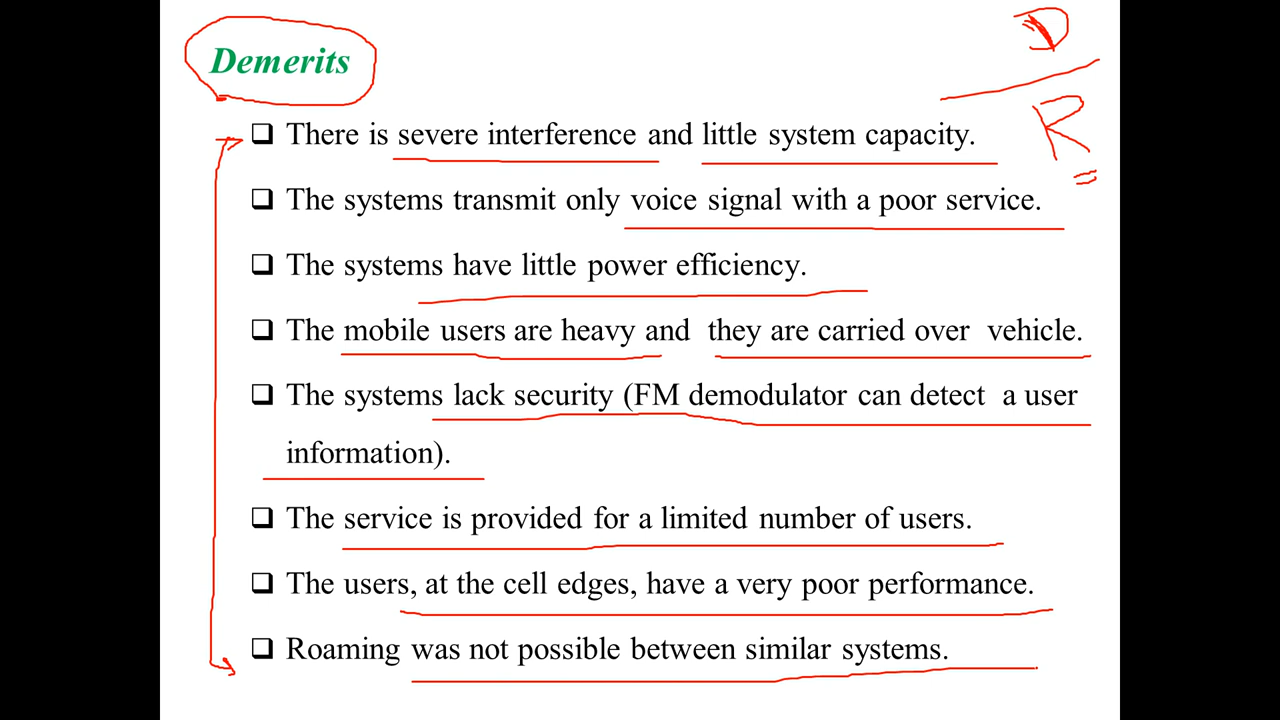 Demerits
D
R
❑ There is severe interference and little system capacity.
❑ The systems transmit only voice signal with a poor service.
❑ The systems have little power efficiency.
❑ The mobile users are heavy and they are carried over vehicle.
❑ The systems lack security (FM demodulator can detect a user
information).
❑ The service is provided for a limited number of users.
❑ The users, at the cell edges, have a very poor performance.
❑ Roaming was not possible between similar systems.